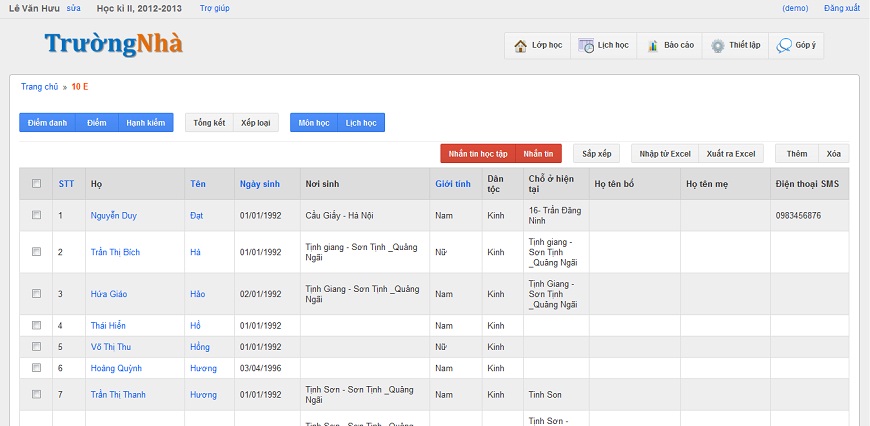 Lê Văn Hưu sửa Học kì II, 2012-2013 Trợ giúp (demo) Đăng xuất
TrườngNhà
Lớp học Lịch học Báo cáo Thiết lập Góp ý
Trang chủ » 10 E
Điểm danh Điểm Hạnh kiểm Tổng kết Xếp loại Môn học Lịch học
Nhắn tin học tập Nhắn tin Sắp xếp Nhập từ Excel Xuất ra Excel Thêm Xóa
STT Họ Tên Ngày sinh Nơi sinh Giới tính Dân tộc Chỗ ở hiện tại Họ tên bố Họ tên mẹ Điện thoại SMS
1 Nguyễn Duy Đạt 01/01/1992 Cầu Giấy - Hà Nội Nam Kinh 16- Trần Đăng Ninh 0983456876
2 Trần Thị Bích Hà 01/01/1992 Tịnh giang - Sơn Tịnh _Quảng Ngãi Nữ Kinh Tịnh giang - Sơn Tịnh _Quảng Ngãi
3 Hứa Giáo Hào 02/01/1992 Tịnh Giang - Sơn Tịnh _Quảng Ngãi Nam Kinh Tịnh Giang - Sơn Tịnh _Quảng Ngãi
4 Thái Hiển Hồ 01/01/1992 Nam Kinh
5 Võ Thị Thu Hồng 01/01/1992 Nữ Kinh
6 Hoàng Quỳnh Hương 03/04/1996 Nam Kinh
7 Trần Thị Thanh Hương 01/01/1992 Tịnh Sơn - Sơn Tịnh _Quảng Ngãi Nam Kinh Tinh Son
Tịnh Sơn - Sơn Tịnh _Quảng Tịnh Sơn -